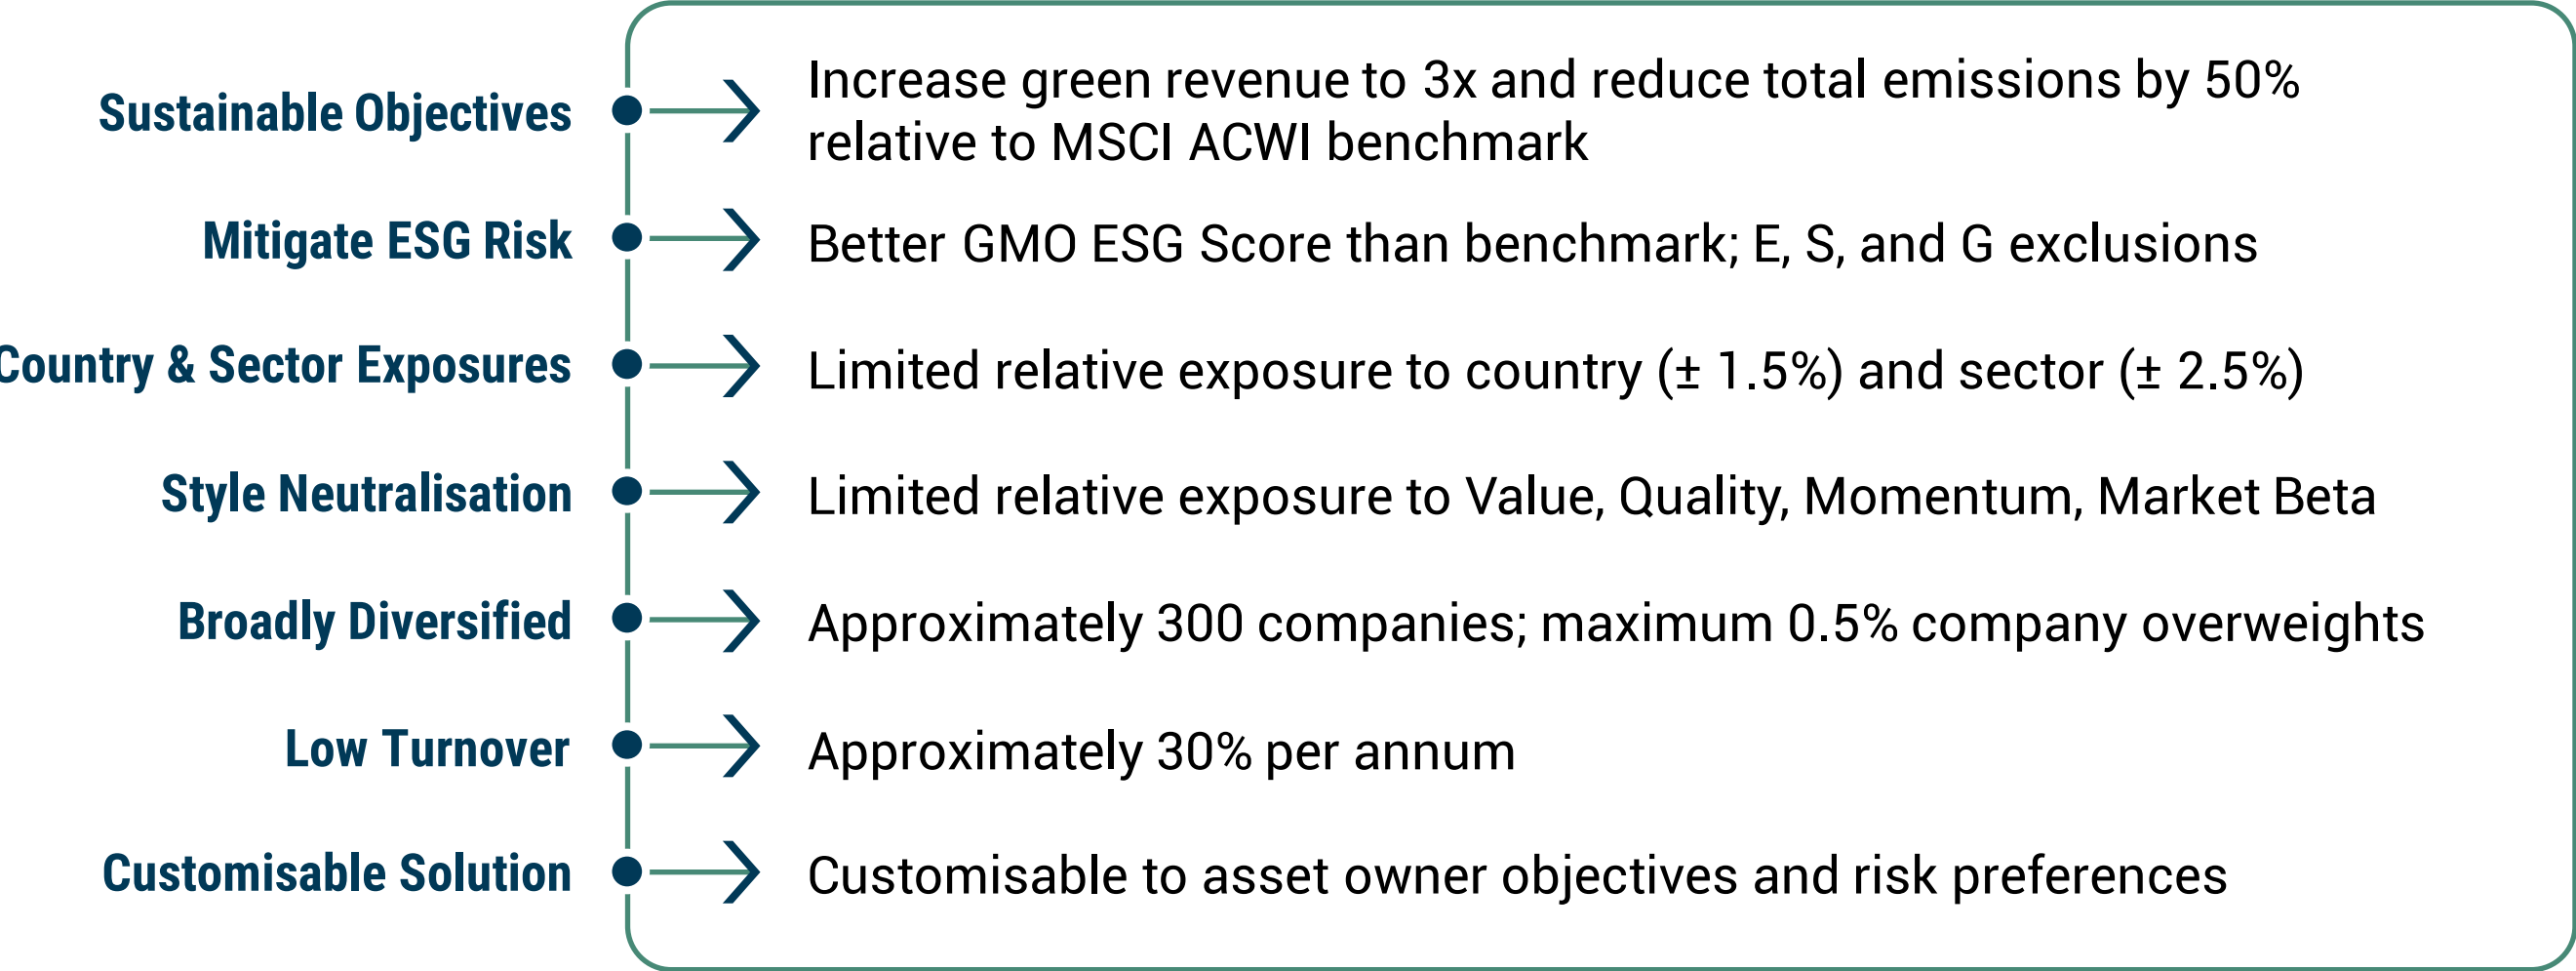 Sustainable Objectives
Increase green revenue to 3x and reduce total emissions by 50%
relative to MSCI ACWI benchmark
Mitigate ESG Risk
Better GMO ESG Score than benchmark; E, S, and G exclusions
Country & Sector Exposures
Limited relative exposure to country (± 1.5%) and sector (± 2.5%)
Style Neutralisation
Limited relative exposure to Value, Quality, Momentum, Market Beta
Broadly Diversified
Approximately 300 companies; maximum 0.5% company overweights
Low Turnover
Approximately 30% per annum
Customisable Solution
Customisable to asset owner objectives and risk preferences